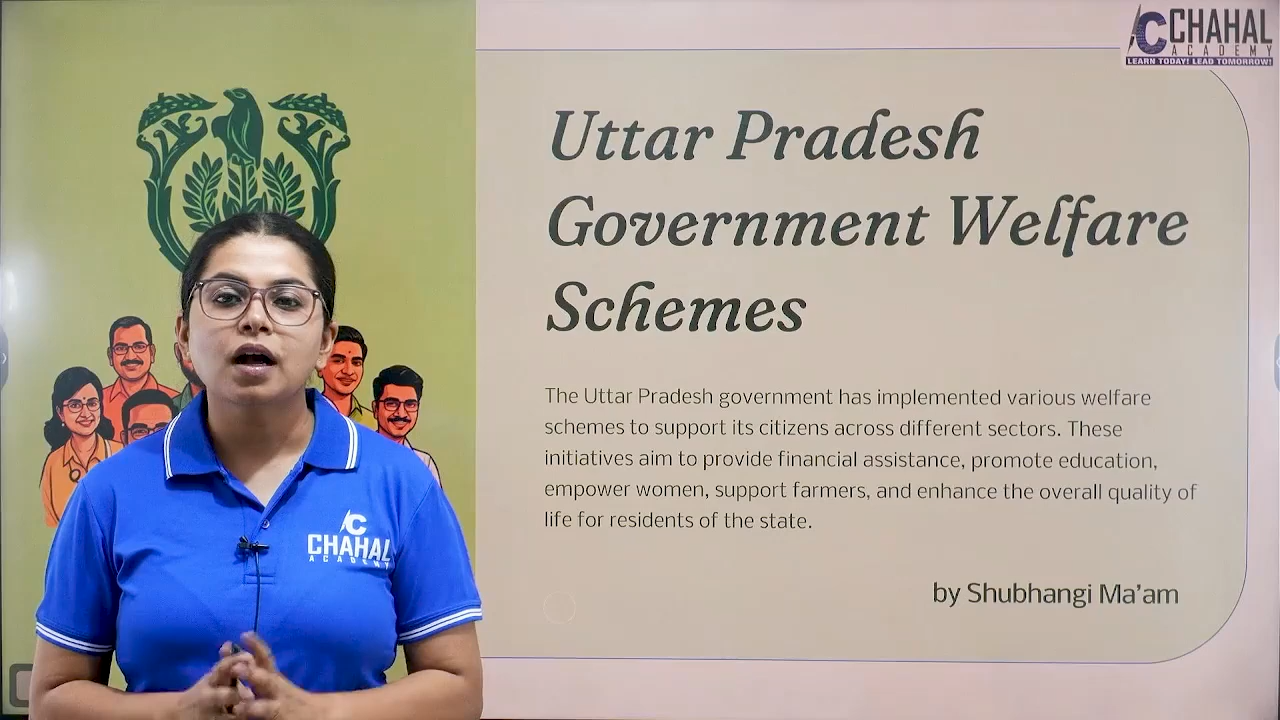 CHAHAL
ACADEMY
LEARN TODAY! LEAD TOMORROW!
Uttar Pradesh
Government Welfare
Schemes
The Uttar Pradesh government has implemented various welfare
schemes to support its citizens across different sectors. These
initiatives aim to provide financial assistance, promote education,
empower women, support farmers, and enhance the overall quality of
life for residents of the state.
by Shubhangi Ma'am
CHAHAL
ACADEMY